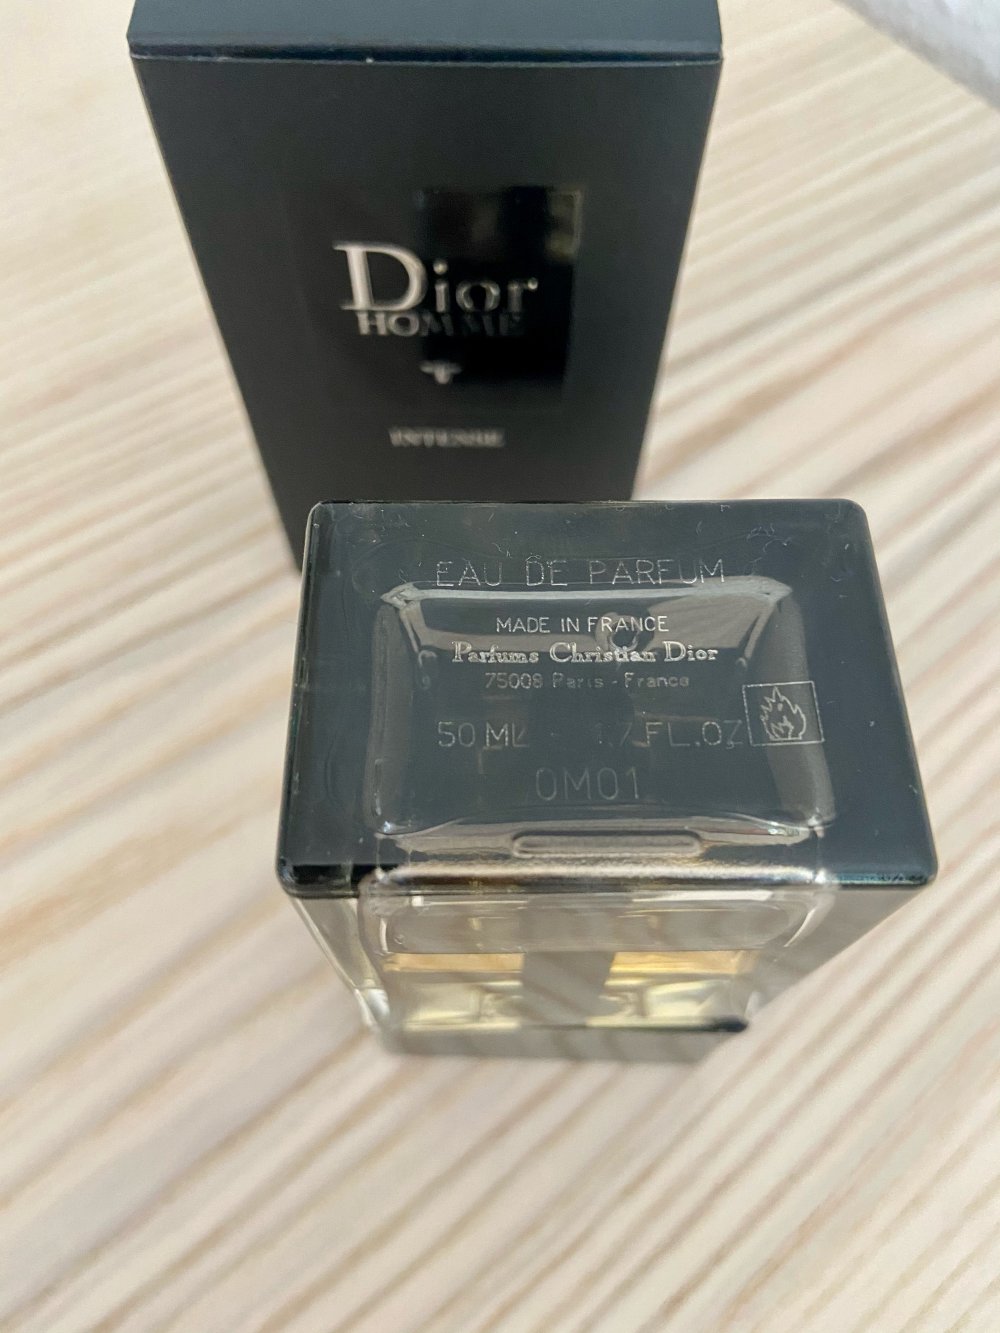 Dior
HOMME
INTENSE
EAU DE PARFUM
MADE IN FRANCE
Parfums Christian Dior
75008 Paris - France
50 ML - 1.7 FL.OZ
0M01